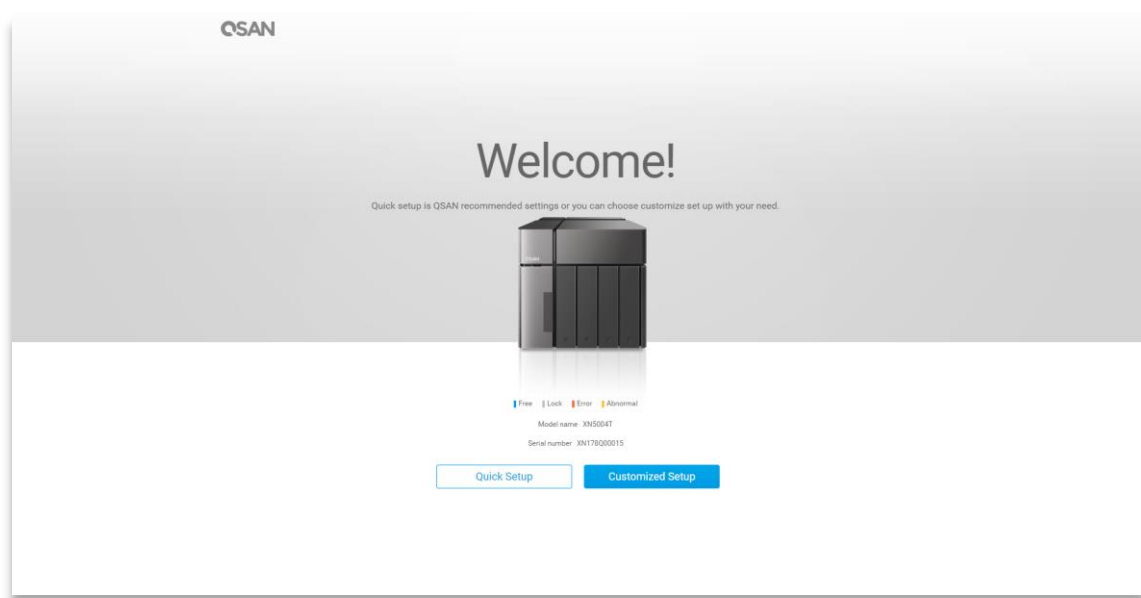 QSAN
Welcome!
Quick setup is QSAN recommended settings or you can choose customize set up with your need.
QSAN
Free Lock Error Abnormal
Model name XN5004T
Serial number XN178Q00015
Quick Setup Customized Setup